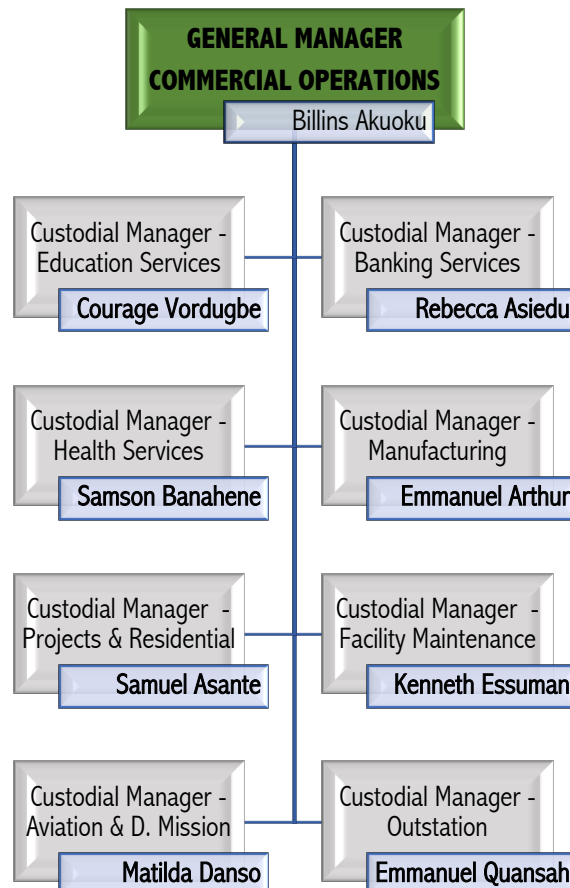 GENERAL MANAGER
COMMERCIAL OPERATIONS
Billins Akuoku
Custodial Manager -
Education Services
Courage Vordugbe
Custodial Manager -
Banking Services
Rebecca Asiedu
Custodial Manager -
Health Services
Samson Banahene
Custodial Manager -
Manufacturing
Emmanuel Arthur
Custodial Manager -
Projects & Residential
Samuel Asante
Custodial Manager -
Facility Maintenance
Kenneth Essuman
Custodial Manager -
Aviation & D. Mission
Matilda Danso
Custodial Manager -
Outstation
Emmanuel Quansah